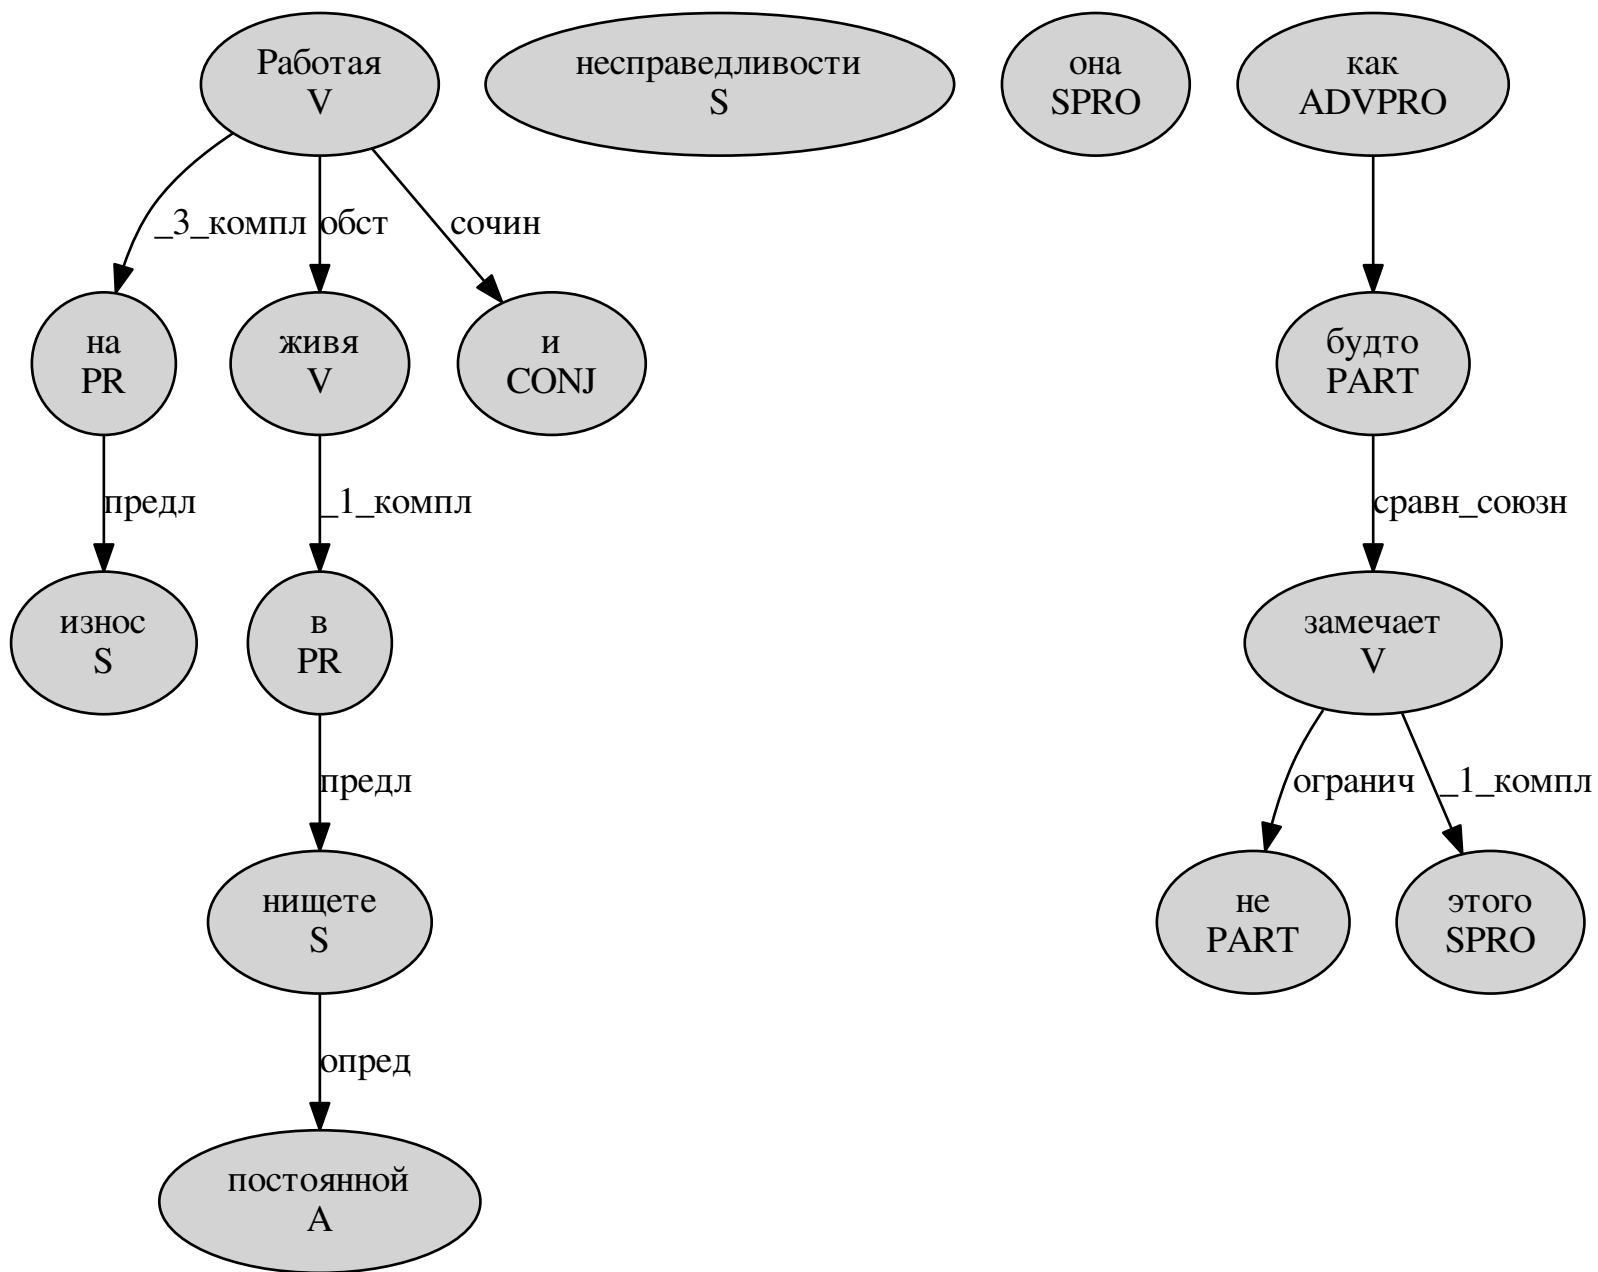 Работая
V
несправедливости
S
она
SPRO
как
ADVPRO
_3_компл
обст
сочин
на
PR
живя
V
и
CONJ
будто
PART
предл
_1_компл
сравн_союзн
износ
S
в
PR
замечает
V
предл
огранич
_1_компл
нищете
S
не
PART
этого
SPRO
опред
постоянной
A